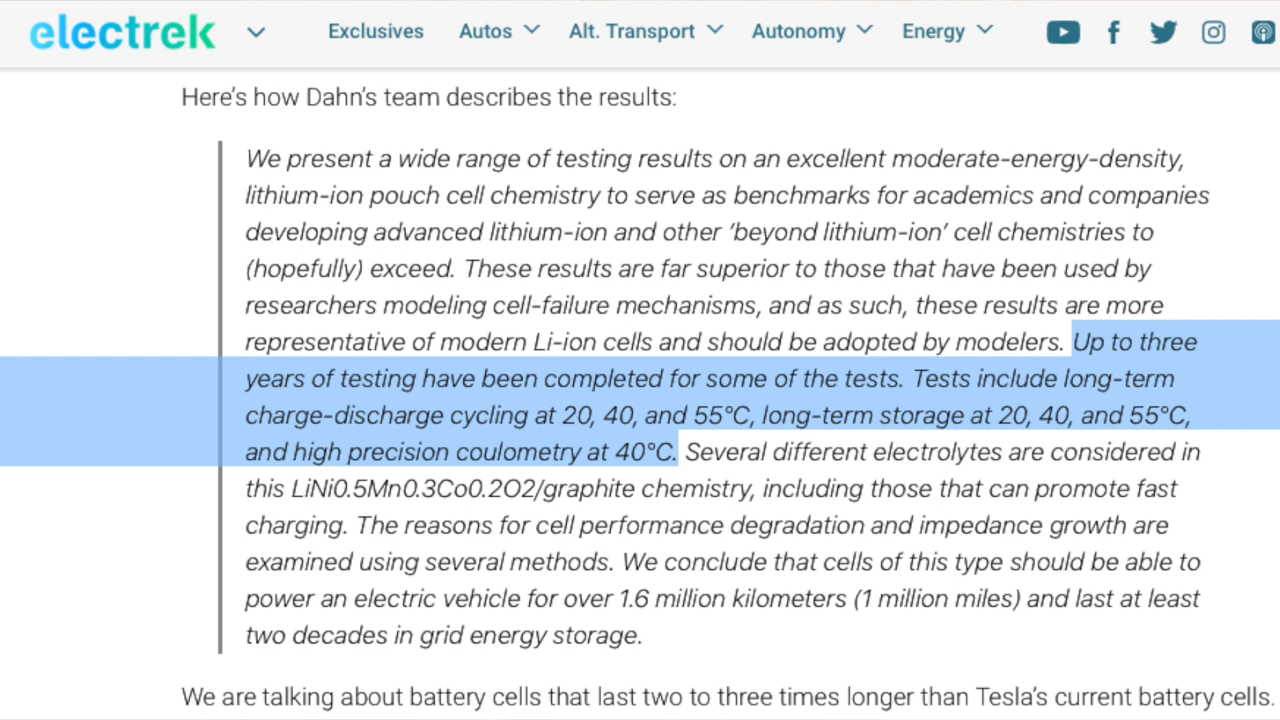 electrek Exclusives Autos Alt. Transport Autonomy Energy
Here's how Dahn's team describes the results:
We present a wide range of testing results on an excellent moderate-energy-density,
lithium-ion pouch cell chemistry to serve as benchmarks for academics and companies
developing advanced lithium-ion and other ‘beyond lithium-ion’ cell chemistries to
(hopefully) exceed. These results are far superior to those that have been used by
researchers modeling cell-failure mechanisms, and as such, these results are more
representative of modern Li-ion cells and should be adopted by modelers. Up to three
years of testing have been completed for some of the tests. Tests include long-term
charge-discharge cycling at 20, 40, and 55°C, long-term storage at 20, 40, and 55°C,
and high precision coulometry at 40°C. Several different electrolytes are considered in
this LiNi0.5Mn0.3Co0.2O2/graphite chemistry, including those that can promote fast
charging. The reasons for cell performance degradation and impedance growth are
examined using several methods. We conclude that cells of this type should be able to
power an electric vehicle for over 1.6 million kilometers (1 million miles) and last at least
two decades in grid energy storage.
We are talking about battery cells that last two to three times longer than Tesla's current battery cells.